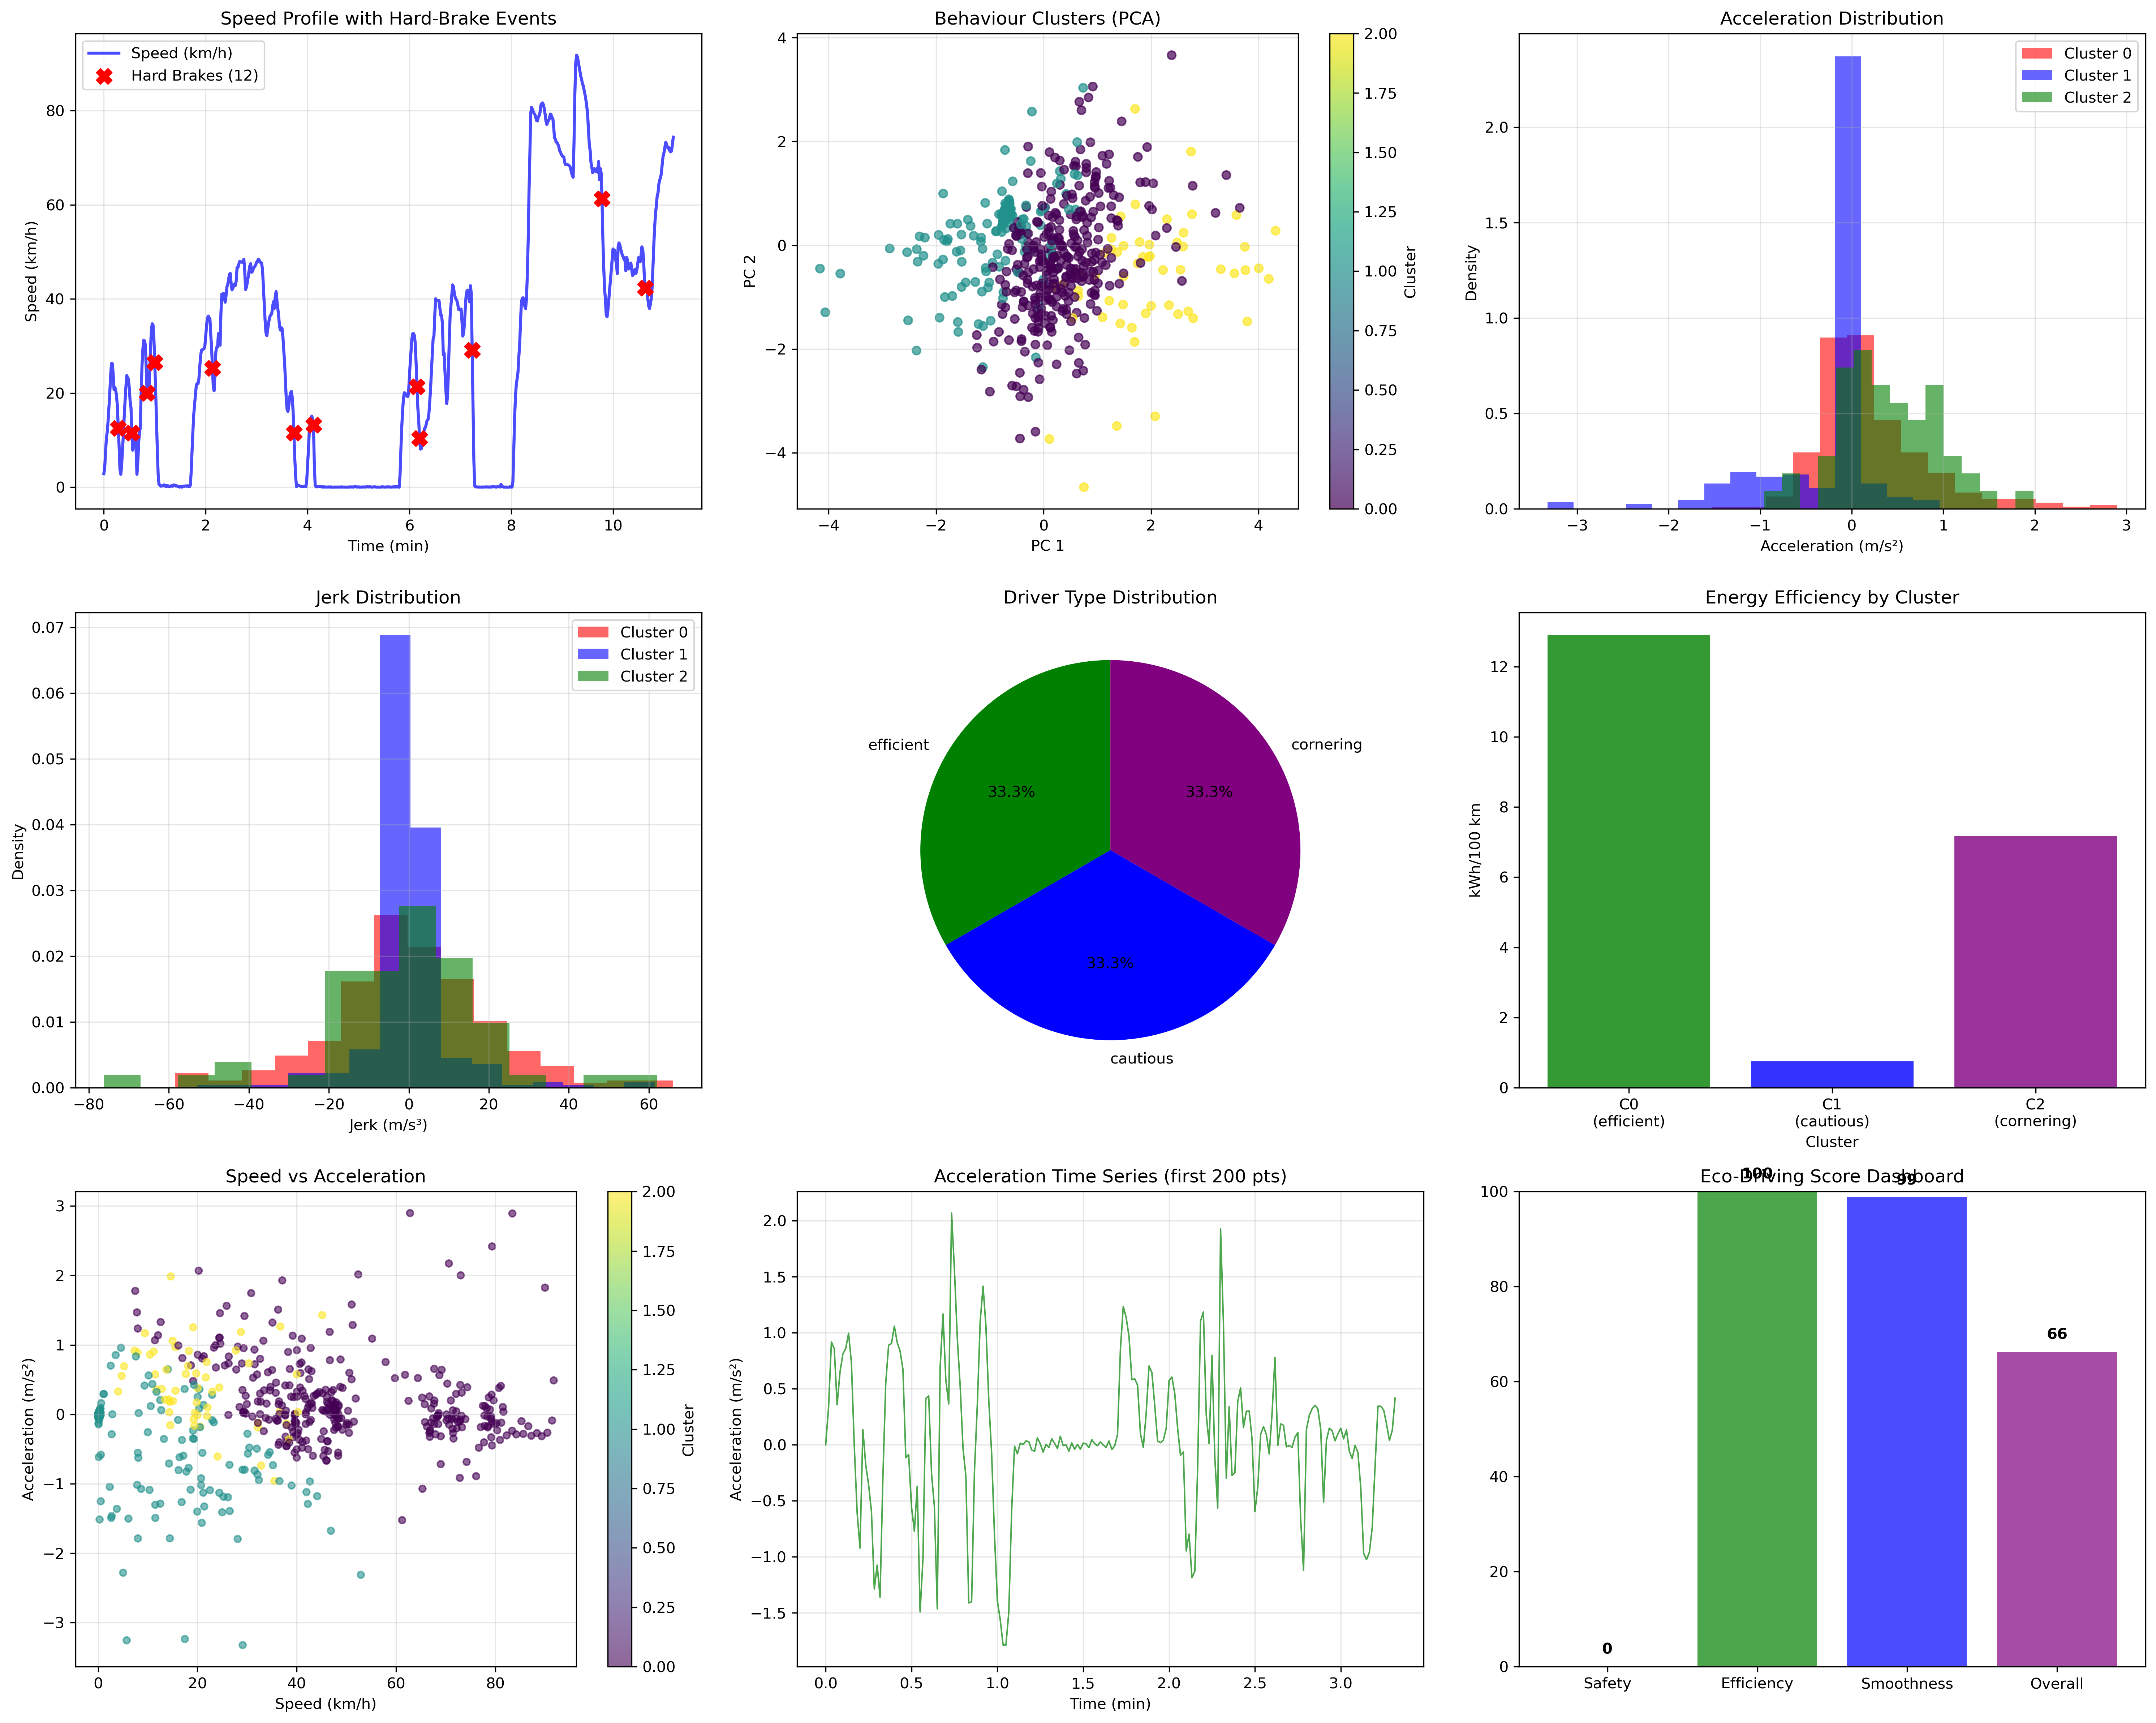 Speed Profile with Hard-Brake Events
Speed (km/h)
Hard Brakes (12)
80
60
40
20
0
Speed (km/h)
0 2 4 6 8 10
Time (min)
Behaviour Clusters (PCA)
4
2
0
−2
−4
PC 2
−4 −2 0 2 4
PC 1
2.00
1.75
1.50
1.25
1.00
0.75
0.50
0.25
0.00
Cluster
Acceleration Distribution
Cluster 0
Cluster 1
Cluster 2
2.0
1.5
1.0
0.5
0.0
Density
−3 −2 −1 0 1 2 3
Acceleration (m/s²)
Jerk Distribution
Cluster 0
Cluster 1
Cluster 2
0.07
0.06
0.05
0.04
0.03
0.02
0.01
0.00
Density
−80 −60 −40 −20 0 20 40 60
Jerk (m/s³)
Driver Type Distribution
efficient
cornering
33.3%
33.3%
33.3%
cautious
Energy Efficiency by Cluster
12
10
8
6
4
2
0
kWh/100 km
C0 C1 C2
(efficient) (cautious) (cornering)
Cluster
Speed vs Acceleration
3
2
1
0
−1
−2
−3
Acceleration (m/s²)
0 20 40 60 80
Speed (km/h)
2.00
1.75
1.50
1.25
1.00
0.75
0.50
0.25
0.00
Cluster
Acceleration Time Series (first 200 pts)
2.0
1.5
1.0
0.5
0.0
−0.5
−1.0
−1.5
Acceleration (m/s²)
0.0 0.5 1.0 1.5 2.0 2.5 3.0
Time (min)
Eco-Driving Score Dashboard
100
99
66
0
100
80
60
40
20
0
Safety Efficiency Smoothness Overall